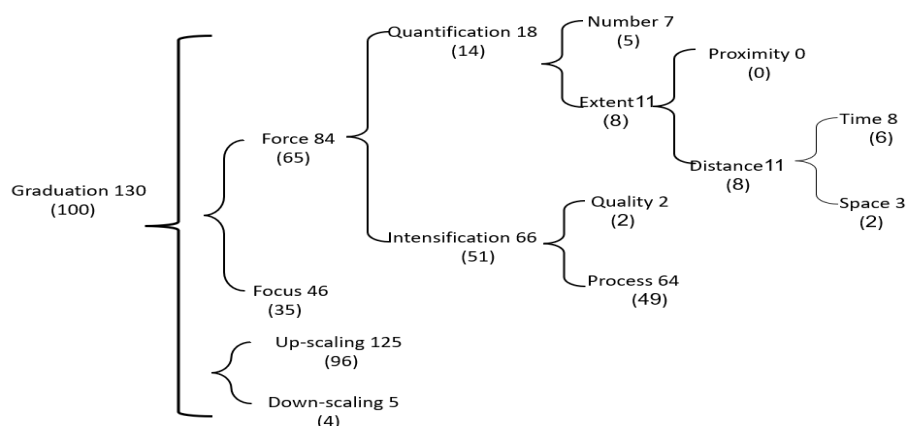 Number 7
(5)
Quantification 18
(14)
Proximity 0
(0)
Extent11
(8)
Time 8
(6)
Force 84
(65)
Distance11
(8)
Graduation 130
(100)
Quality 2
(2)
Space 3
(2)
Intensification 66
(51)
Process 64
(49)
Focus 46
(35)
Up-scaling 125
(96)
Down-scaling 5
(4)